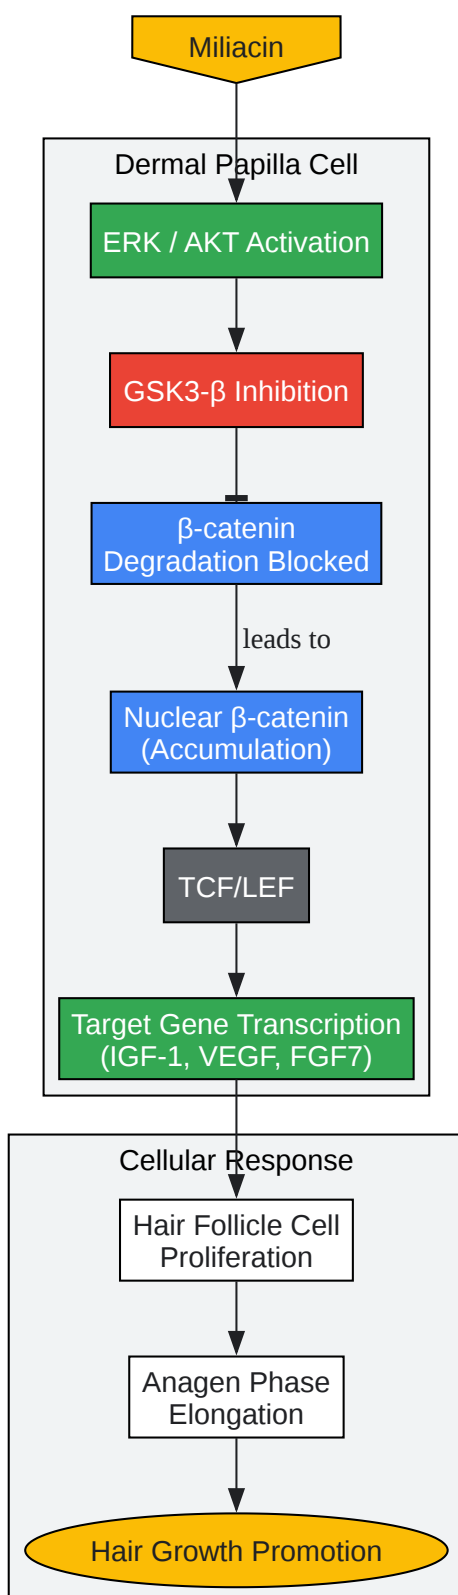 Miliacin
Dermal Papilla Cell
ERK / AKT Activation
GSK3-β Inhibition
β-catenin
Degradation Blocked
leads to
Nuclear β-catenin
(Accumulation)
TCF/LEF
Target Gene Transcription
(IGF-1, VEGF, FGF7)
Cellular Response
Hair Follicle Cell
Proliferation
Anagen Phase
Elongation
Hair Growth Promotion